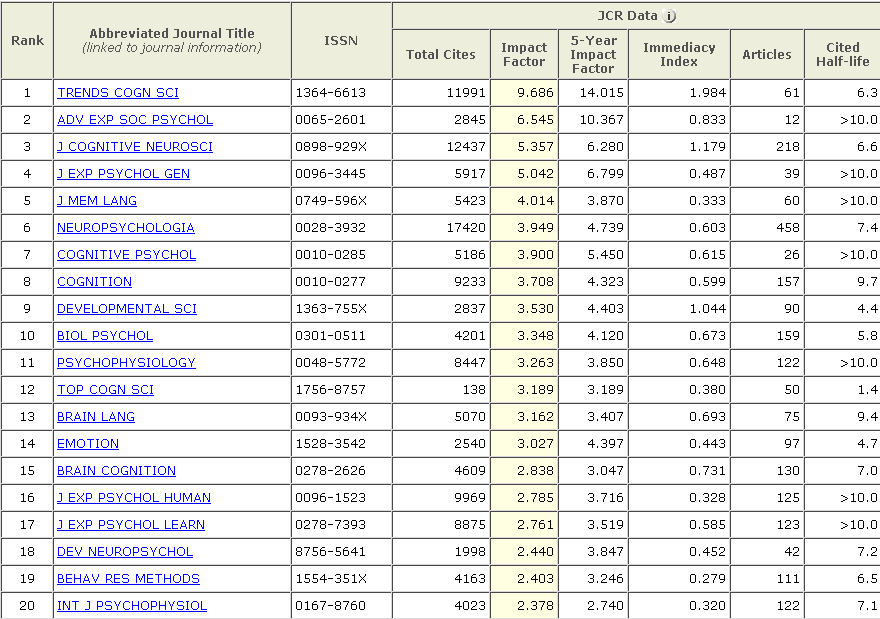 Rank Abbreviated Journal Title (linked to journal information) ISSN JCR Data i
Total Cites Impact Factor 5-Year Impact Factor Immediacy Index Articles Cited Half-life
1 TRENDS COGN SCI 1364-6613 11991 9.686 14.015 1.984 61 6.3
2 ADV EXP SOC PSYCHOL 0065-2601 2845 6.545 10.367 0.833 12 >10.0
3 J COGNITIVE NEUROSCI 0898-929X 12437 5.357 6.280 1.179 218 6.6
4 J EXP PSYCHOL GEN 0096-3445 5917 5.042 6.799 0.487 39 >10.0
5 J MEM LANG 0749-596X 5423 4.014 3.870 0.333 60 >10.0
6 NEUROPSYCHOLOGIA 0028-3932 17420 3.949 4.739 0.603 458 7.4
7 COGNITIVE PSYCHOL 0010-0285 5186 3.900 5.450 0.615 26 >10.0
8 COGNITION 0010-0277 9233 3.708 4.323 0.599 157 9.7
9 DEVELOPMENTAL SCI 1363-755X 2837 3.530 4.403 1.044 90 4.4
10 BIOL PSYCHOL 0301-0511 4201 3.348 4.120 0.673 159 5.8
11 PSYCHOPHYSIOLOGY 0048-5772 8447 3.263 3.850 0.648 122 >10.0
12 TOP COGN SCI 1756-8757 138 3.189 3.189 0.380 50 1.4
13 BRAIN LANG 0093-934X 5070 3.162 3.407 0.693 75 9.4
14 EMOTION 1528-3542 2540 3.027 4.397 0.443 97 4.7
15 BRAIN COGNITION 0278-2626 4609 2.838 3.047 0.731 130 7.0
16 J EXP PSYCHOL HUMAN 0096-1523 9969 2.785 3.716 0.328 125 >10.0
17 J EXP PSYCHOL LEARN 0278-7393 8875 2.761 3.519 0.585 123 >10.0
18 DEV NEUROPSYCHOL 8756-5641 1998 2.440 3.847 0.452 42 7.2
19 BEHAV RES METHODS 1554-351X 4163 2.403 3.246 0.279 111 6.5
20 INT J PSYCHOPHYSIOL 0167-8760 4023 2.378 2.740 0.320 122 7.1